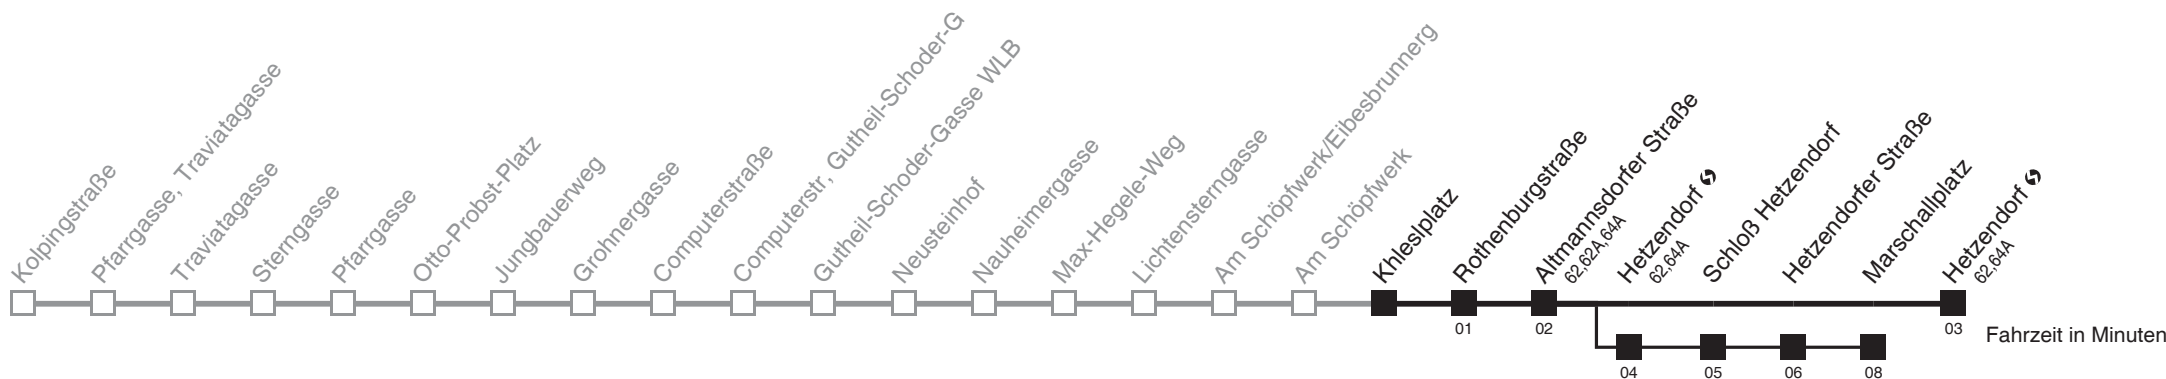 Kolpingstraße
Pfarrgasse, Traviatagasse
Traviatagasse
Sterngasse
Pfarrgasse
Otto-Probst-Platz
Jungbauerweg
Grohnergasse
Computerstraße
Computerstr, Gutheil-Schoder-G
Gutheil-Schoder-Gasse WLB
Neusteinhof
Nauheimergasse
Max-Hegele-Weg
Lichtensterngasse
Am Schöpfwerk/Eibesbrunnerg
Am Schöpfwerk
Khleslplatz
Rothenburgstraße
Altmannsdorfer Straße
62,62A,64A
Hetzendorf
62,64A
Schloß Hetzendorf
Hetzendorfer Straße
Marschallplatz
Hetzendorf
62,64A
01
02
03
Fahrzeit in Minuten
04
05
06
08